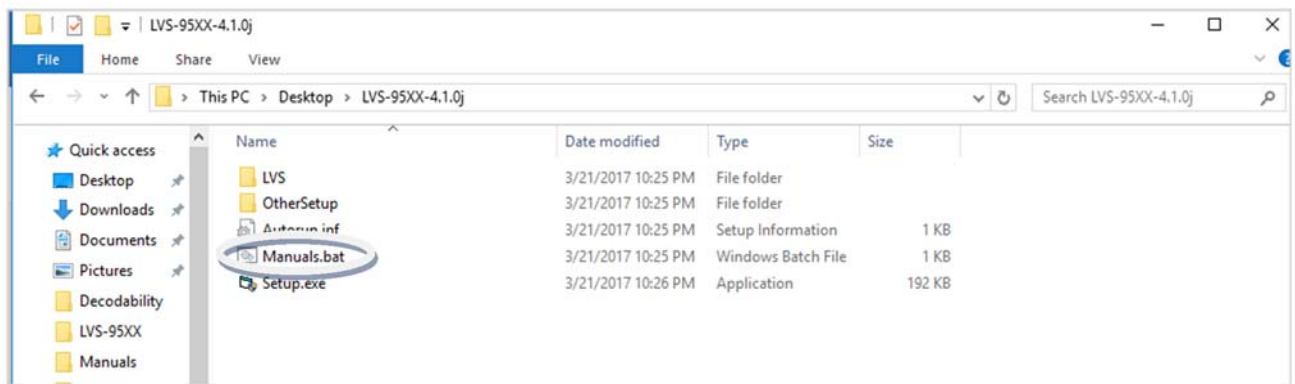 LVS-95XX-4.1.0j
File Home Share View
This PC > Desktop > LVS-95XX-4.1.0j Search LVS-95XX-4.1.0j
Quick access
Desktop
Downloads
Documents
Pictures
Decodability
LVS-95XX
Manuals
Name Date modified Type Size
LVS 3/21/2017 10:25 PM File folder
OtherSetup 3/21/2017 10:25 PM File folder
Autorun.inf 3/21/2017 10:25 PM Setup Information 1 KB
Manuals.bat 3/21/2017 10:25 PM Windows Batch File 1 KB
Setup.exe 3/21/2017 10:26 PM Application 192 KB